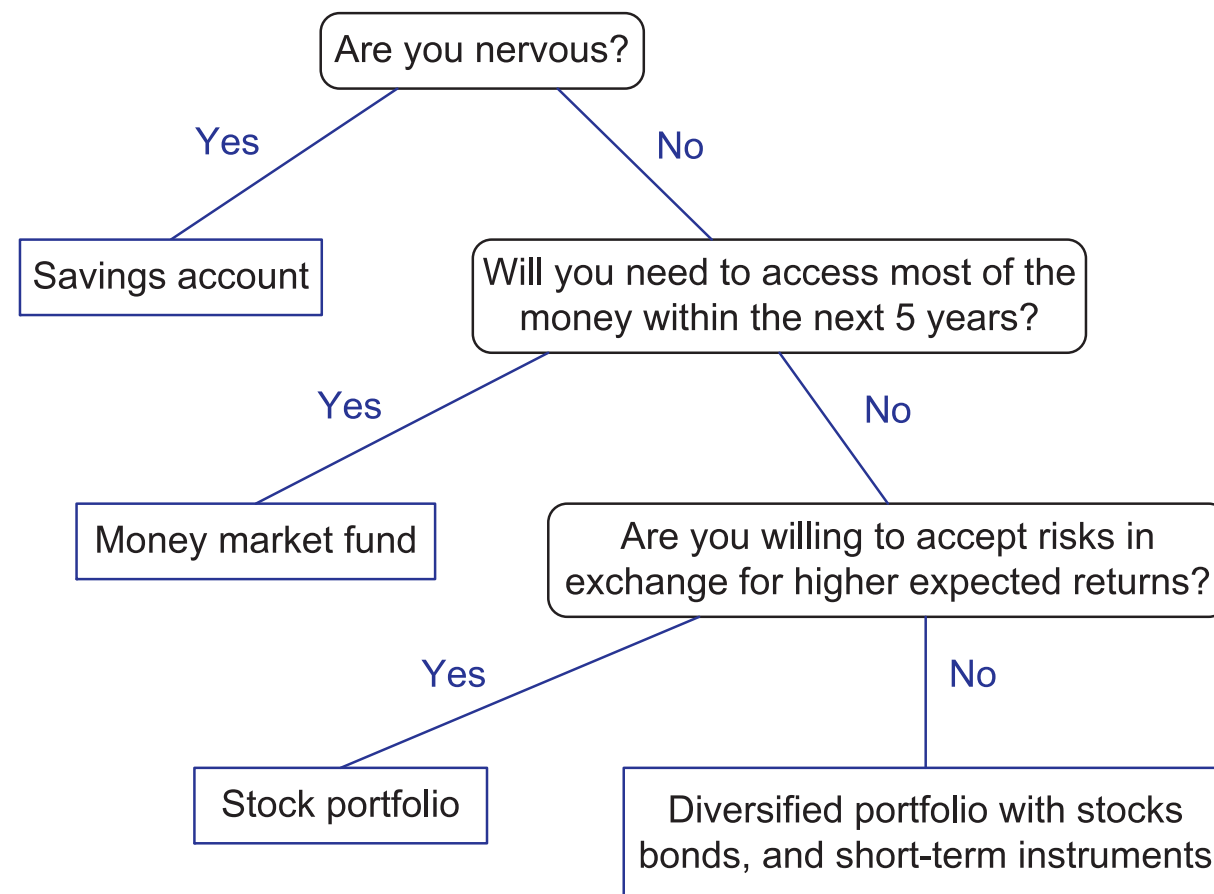 Are you nervous?
Yes
No
Savings account
Will you need to access most of the
money within the next 5 years?
Yes
No
Money market fund
Are you willing to accept risks in
exchange for higher expected returns?
Yes
No
Stock portfolio
Diversified portfolio with stocks
bonds, and short-term instruments